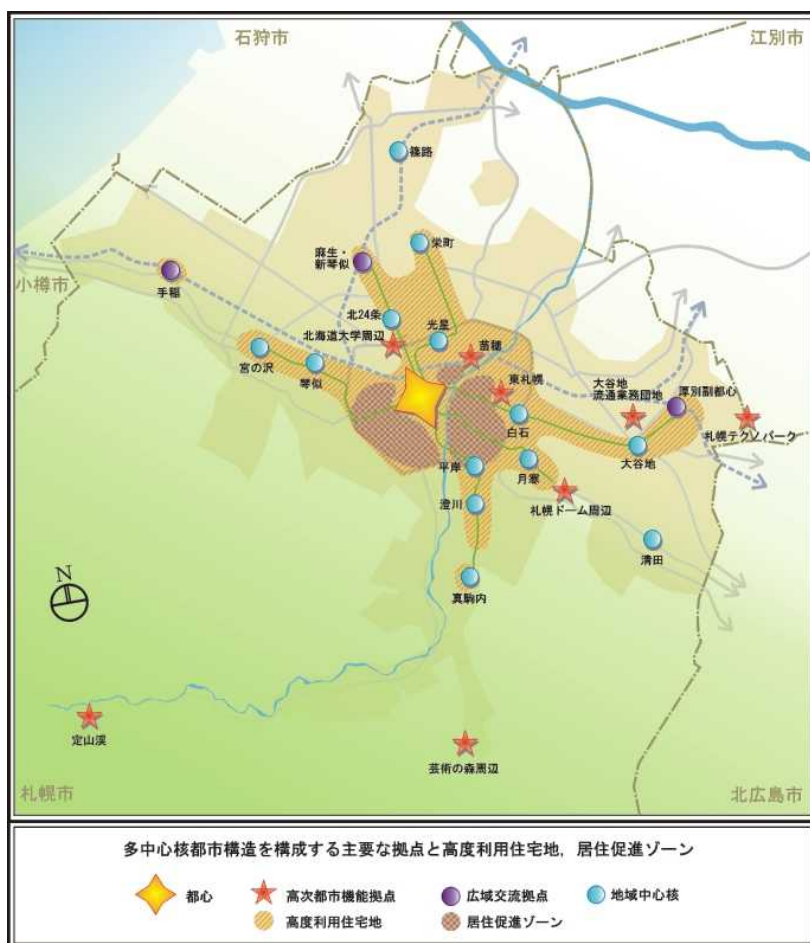 石狩市
江別市
篠路
栄町
麻生・
新琴似
小樽市
手稲
北24条
光星
北海道大学周辺
苗穂
宮の沢
琴似
東札幌
大谷地
流通業務団地
厚別副都心
白石
札幌テクノパーク
大谷地
平岸
月寒
澄川
札幌ドーム周辺
清田
N
真駒内
定山渓
芸術の森周辺
札幌市
北広島市
多中心核都市構造を構成する主要な拠点と高度利用住宅地，居住促進ゾーン
都心
高次都市機能拠点
広域交流拠点
地域中心核
高度利用住宅地
居住促進ゾーン